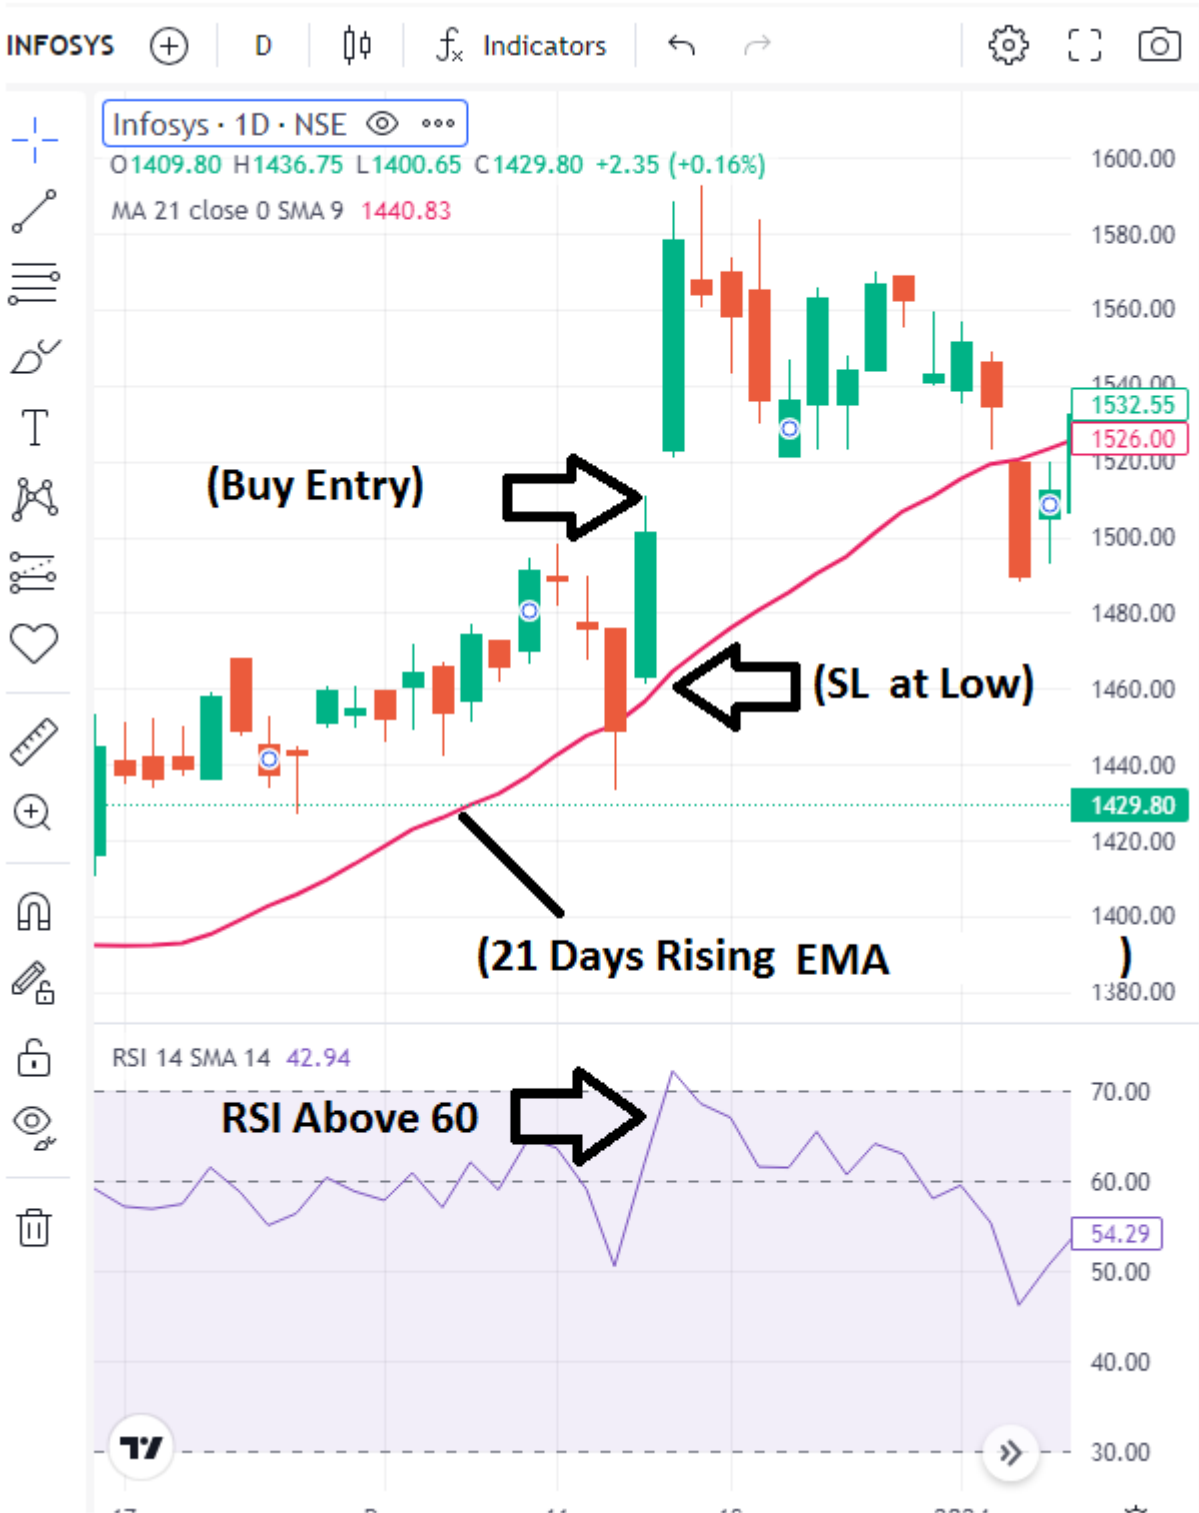 INFOSYS D Indicators
Infosys · 1D · NSE
O1409.80 H1436.75 L1400.65 C1429.80 +2.35 (+0.16%)
MA 21 close 0 SMA 9 1440.83
1600.00
1580.00
1560.00
1540.00
1532.55
1526.00
1520.00
(Buy Entry)
1500.00
1480.00
(SL at Low)
1460.00
1440.00
1429.80
1420.00
1400.00
(21 Days Rising EMA )
1380.00
RSI 14 SMA 14 42.94
70.00
RSI Above 60
60.00
54.29
50.00
40.00
30.00